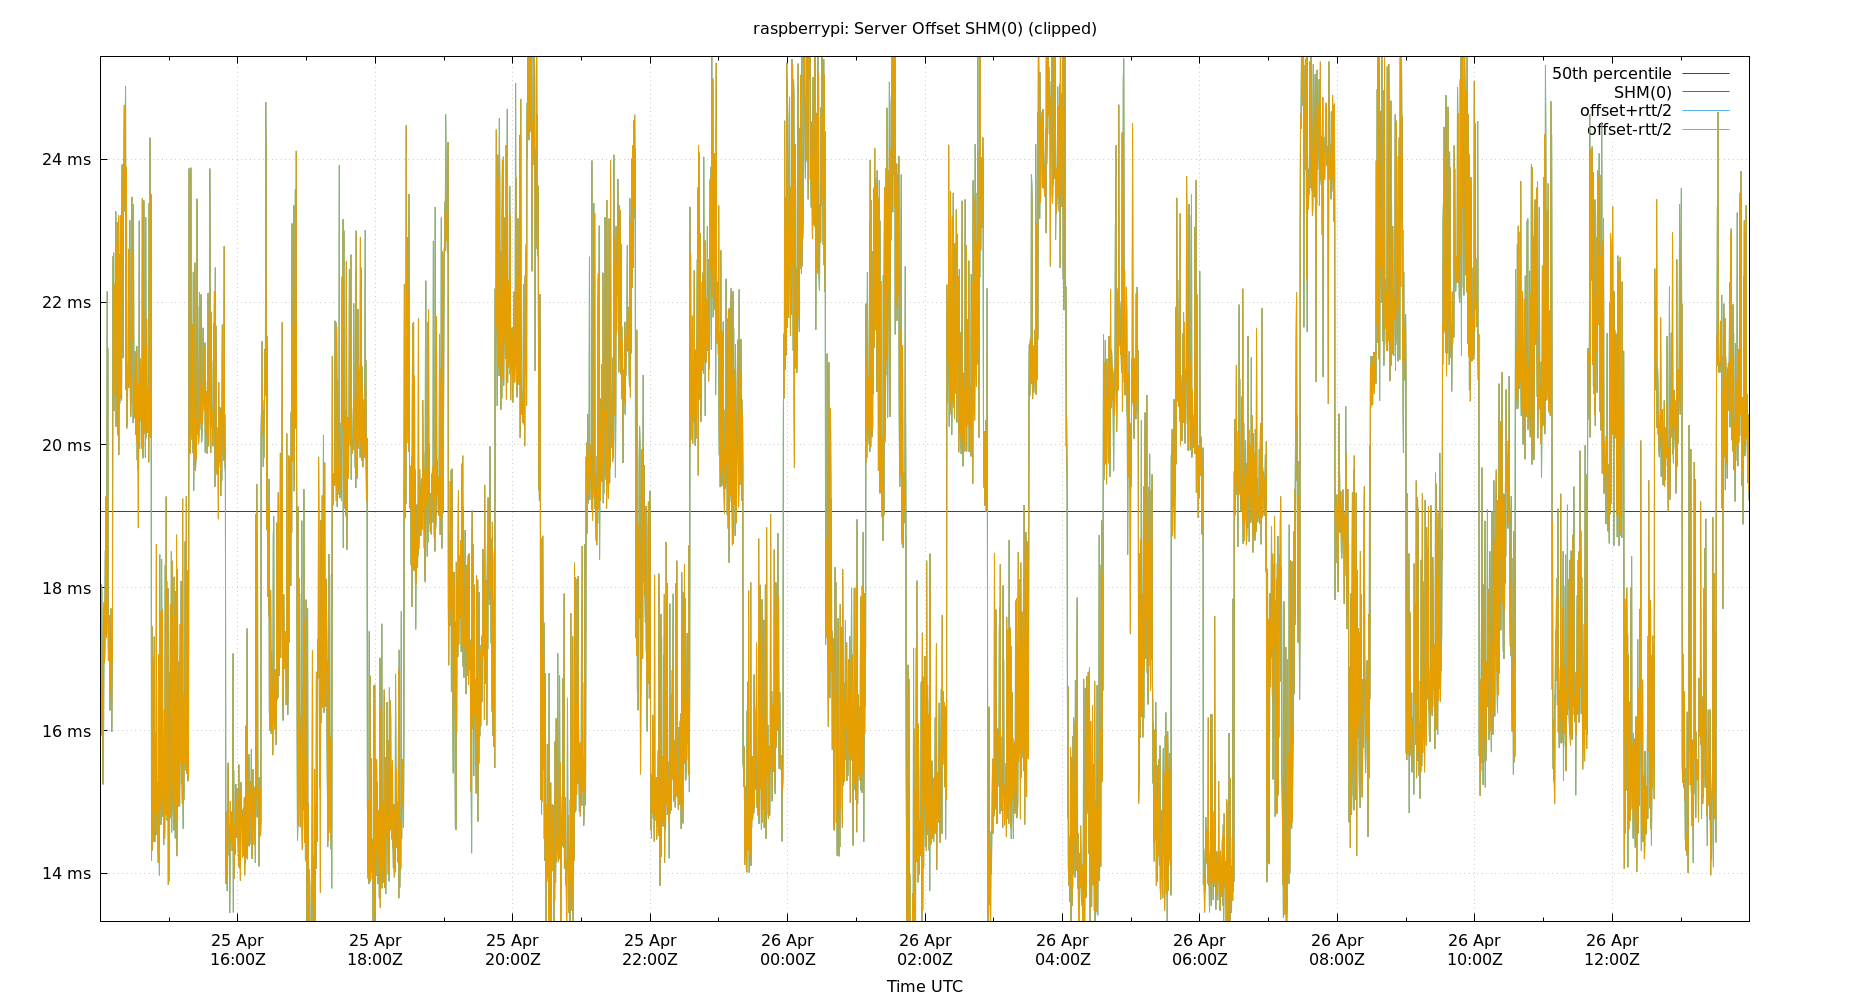 raspberrypi: Server Offset SHM(0) (clipped)
50th percentile
SHM(0)
offset+rtt/2
offset-rtt/2
24 ms
22 ms
20 ms
18 ms
16 ms
14 ms
25 Apr 25 Apr 25 Apr 25 Apr 26 Apr 26 Apr 26 Apr 26 Apr 26 Apr 26 Apr 26 Apr
16:00Z 18:00Z 20:00Z 22:00Z 00:00Z 02:00Z 04:00Z 06:00Z 08:00Z 10:00Z 12:00Z
Time UTC